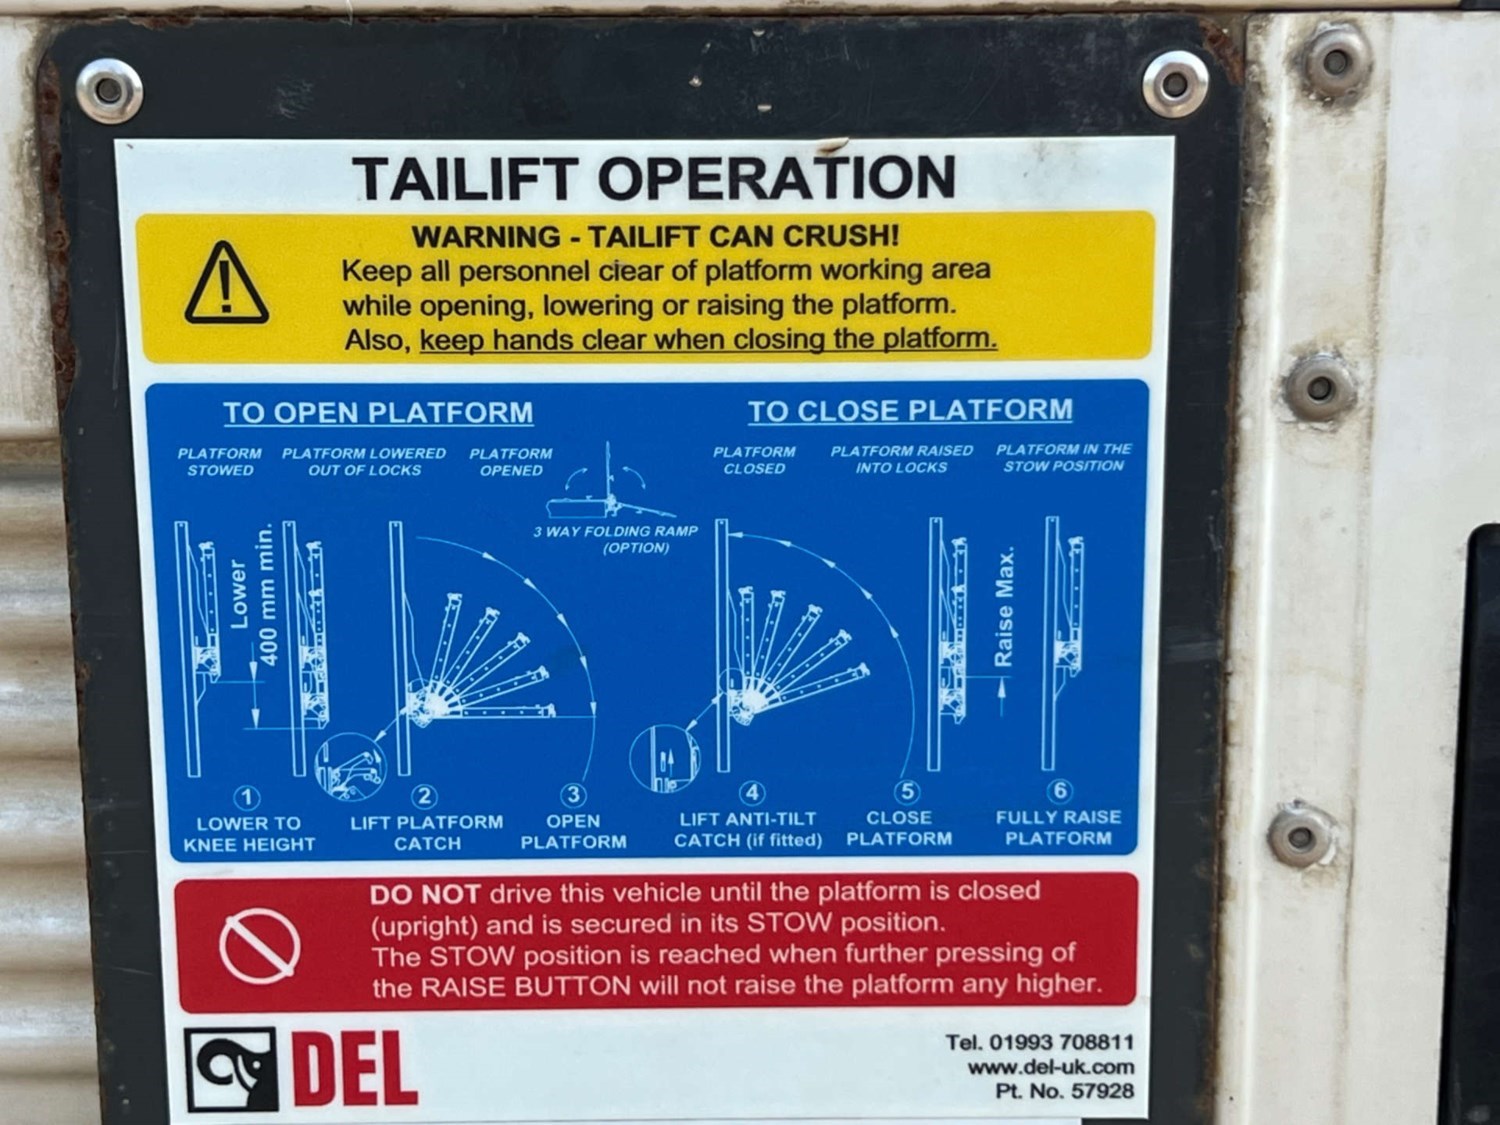 TAILIFT OPERATION
WARNING - TAILIFT CAN CRUSH!
Keep all personnel clear of platform working area
while opening, lowering or raising the platform.
Also, keep hands clear when closing the platform.
TO OPEN PLATFORM
PLATFORM
STOWED
PLATFORM LOWERED
OUT OF LOCKS
PLATFORM
OPENED
3 WAY FOLDING RAMP
(OPTION)
Lower
400 mm min.
1
LOWER TO
KNEE HEIGHT
2
LIFT PLATFORM
CATCH
3
OPEN
PLATFORM
TO CLOSE PLATFORM
PLATFORM
CLOSED
PLATFORM RAISED
INTO LOCKS
PLATFORM IN THE
STOW POSITION
Raise Max.
4
LIFT ANTI-TILT
CATCH (if fitted)
5
CLOSE
PLATFORM
6
FULLY RAISE
PLATFORM
DO NOT drive this vehicle until the platform is closed
(upright) and is secured in its STOW position.
The STOW position is reached when further pressing of
the RAISE BUTTON will not raise the platform any higher.
DEL
Tel. 01993 708811
www.del-uk.com
Pt. No. 57928